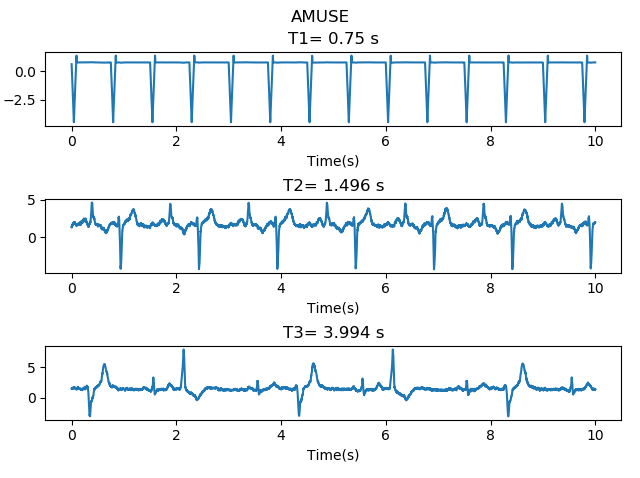 AMUSE
T1= 0.75 s
0.0
−2.5
0 2 4 6 8 10
Time(s)
T2= 1.496 s
5
0
0 2 4 6 8 10
Time(s)
T3= 3.994 s
5
0
0 2 4 6 8 10
Time(s)